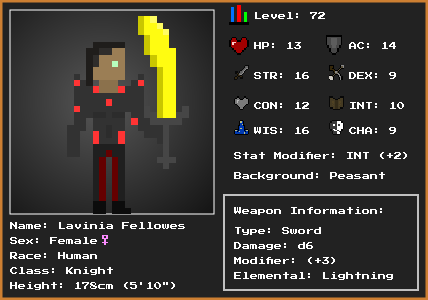 Level: 72
HP: 13 AC: 14
STR: 16 DEX: 9
CON: 12 INT: 10
WIS: 16 CHA: 9
Stat Modifier: INT (+2)
Background: Peasant
Name: Lavinia Fellowes
Sex: Female♀
Race: Human
Class: Knight
Height: 178cm (5'10")
Weapon Information:
Type: Sword
Damage: d6
Modifier: (+3)
Elemental: Lightning